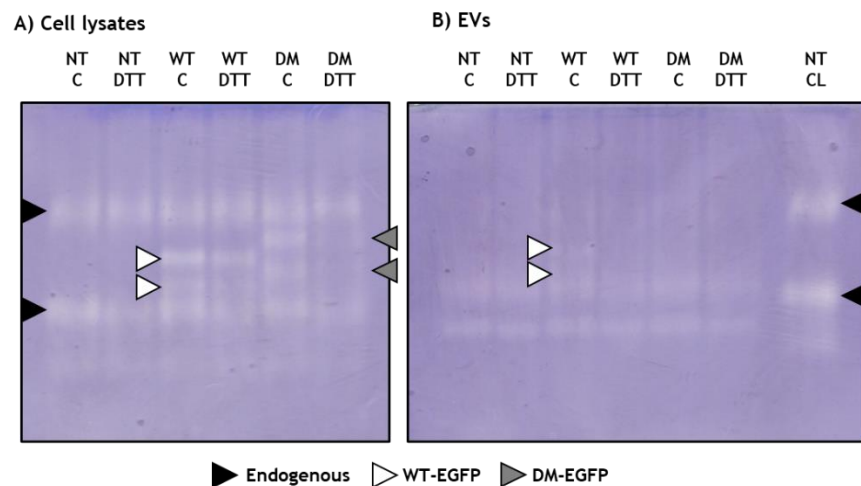 A) Cell lysates
NT NT WT WT DM DM
C DTT C DTT C DTT
B) EVs
NT NT WT WT DM DM NT
C DTT C DTT C DTT CL
Endogenous WT-EGFP DM-EGFP